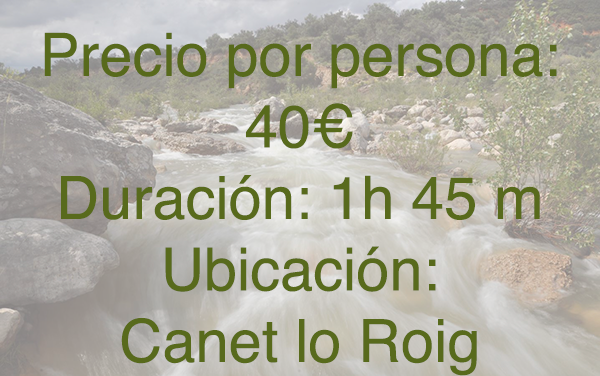 Precio por persona:
40€
Duración: 1h 45 m
Ubicación:
Canet lo Roig